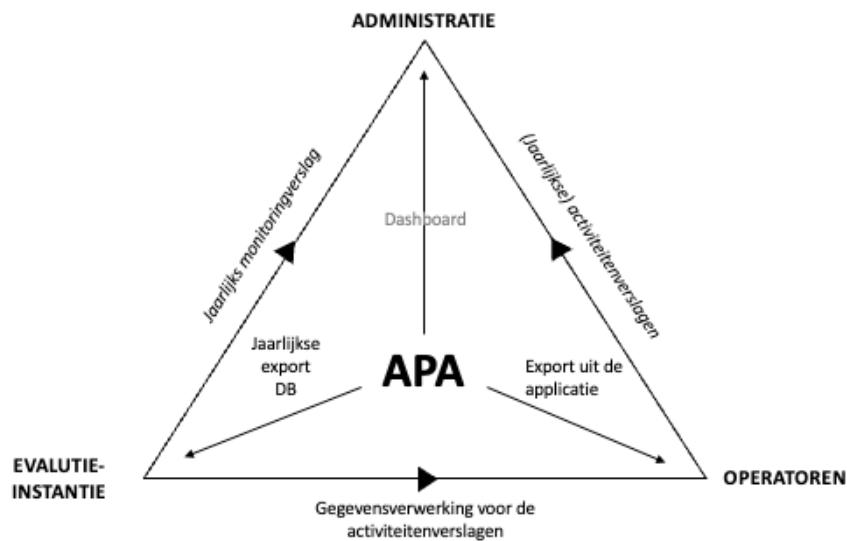 ADMINISTRATIE
Jaarlijks monitoringverslag
(Jaarlijkse) activiteitenverslagen
Dashboard
Jaarlijkse
export
DB
APA
Export uit de
applicatie
EVALUTIE-
INSTANTIE
OPERATOREN
Gegevensverwerking voor de
activiteitenverslagen